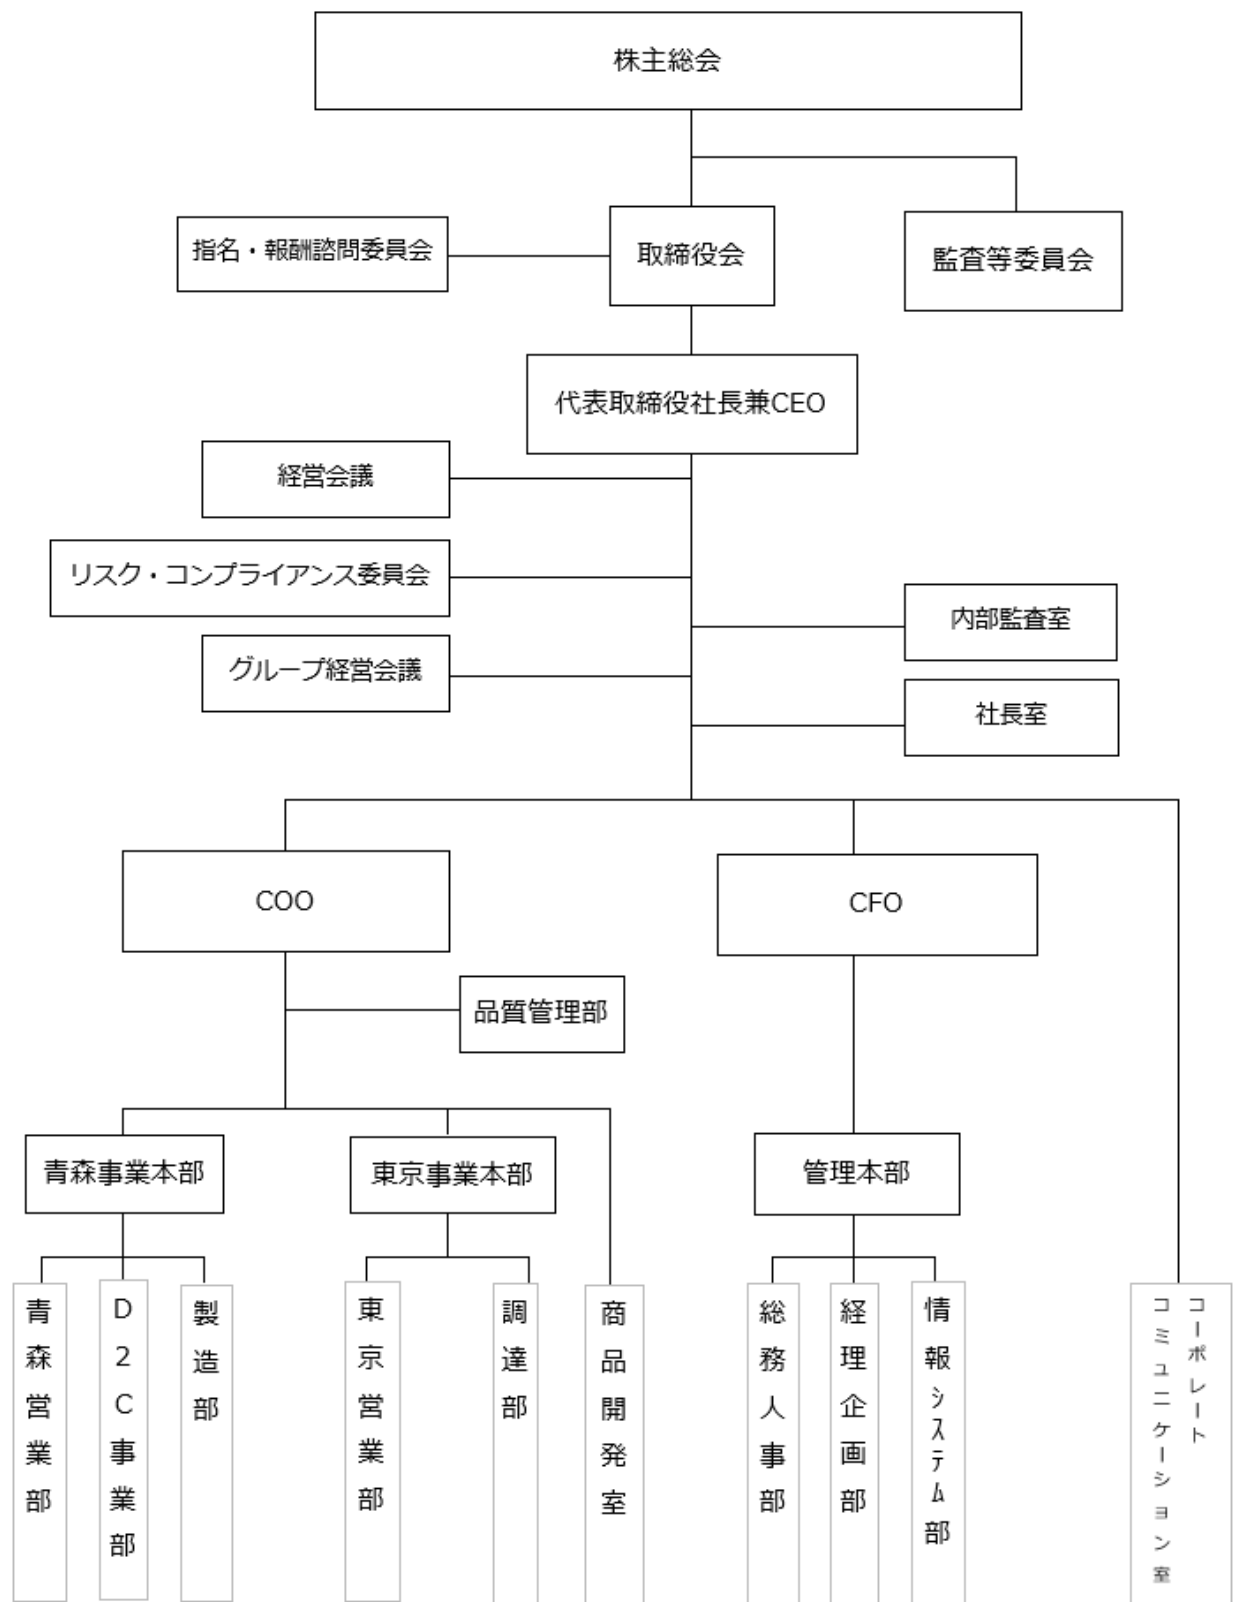 株主総会
指名・報酬諮問委員会
取締役会
監査等委員会
代表取締役社長兼CEO
経営会議
リスク・コンプライアンス委員会
内部監査室
グループ経営会議
社長室
COO
CFO
品質管理部
青森事業本部
東京事業本部
管理本部
青森営業部
D2C事業部
製造部
東京営業部
調達部
商品開発室
総務人事部
経理企画部
情報ｼｽﾃﾑ部
コーポレート
コミュニケーション室